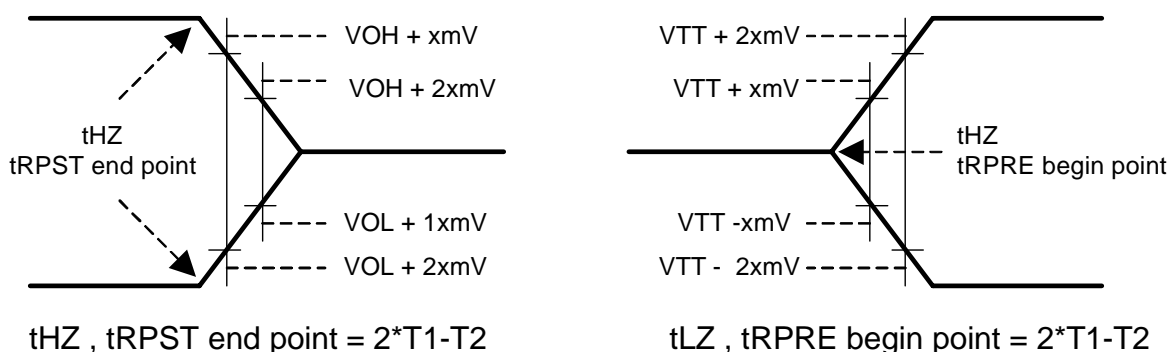 VOH + xmV
VOH + 2xmV
tHZ
tRPST end point
VOL + 1xmV
VOL + 2xmV
tHZ , tRPST end point = 2*T1-T2
VTT + 2xmV
VTT + xmV
tHZ
tRPRE begin point
VTT -xmV
VTT - 2xmV
tLZ , tRPRE begin point = 2*T1-T2